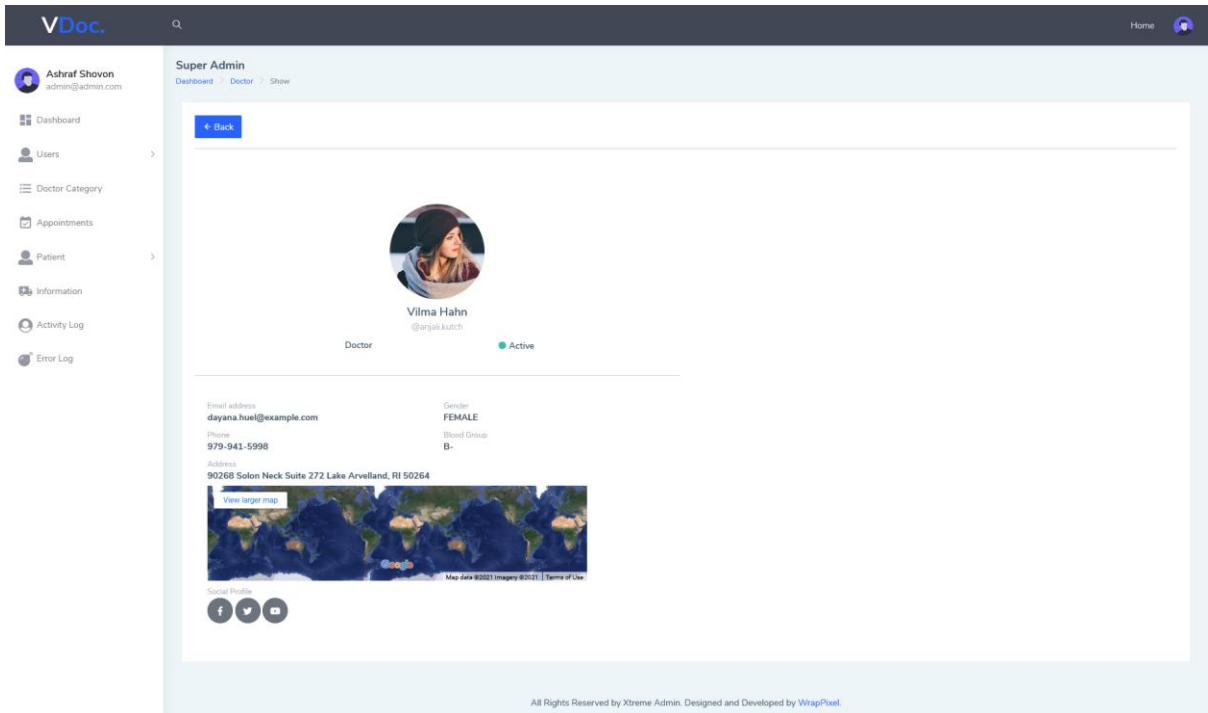 VDoc.
Home
Ashraf Shovon
admin@admin.com
Dashboard
Users
Doctor Category
Appointments
Patient
Information
Activity Log
Error Log
Super Admin
Dashboard > Doctor > Show
← Back
Vilma Hahn
@anjali.kutch
Doctor
Active
Email address
dayana.huel@example.com
Gender
FEMALE
Phone
979-941-5998
Blood Group
B-
Address
90268 Solon Neck Suite 272 Lake Arvelland, RI 50264
View larger map
Google
Map data ©2021 Imagery ©2021 Terms of Use
Social Profile
All Rights Reserved by Xtreme Admin. Designed and Developed by WrapPixel.